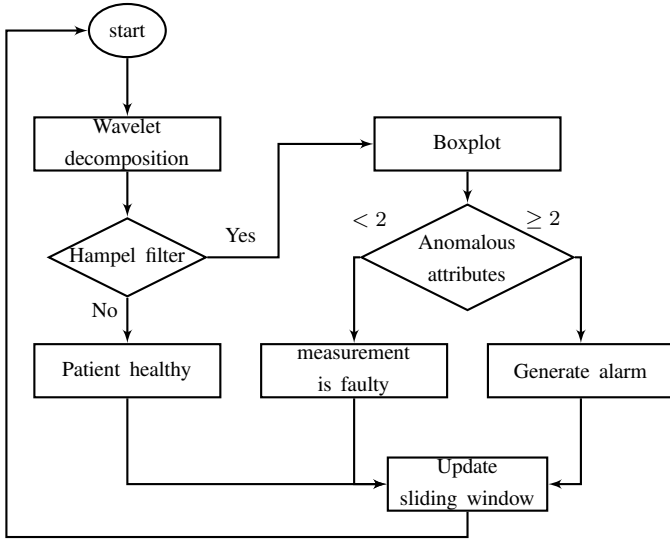 start
Wavelet
decomposition
Boxplot
< 2
≥ 2
Yes
Hampel filter
Anomalous
attributes
No
Patient healthy
measurement
is faulty
Generate alarm
Update
sliding window